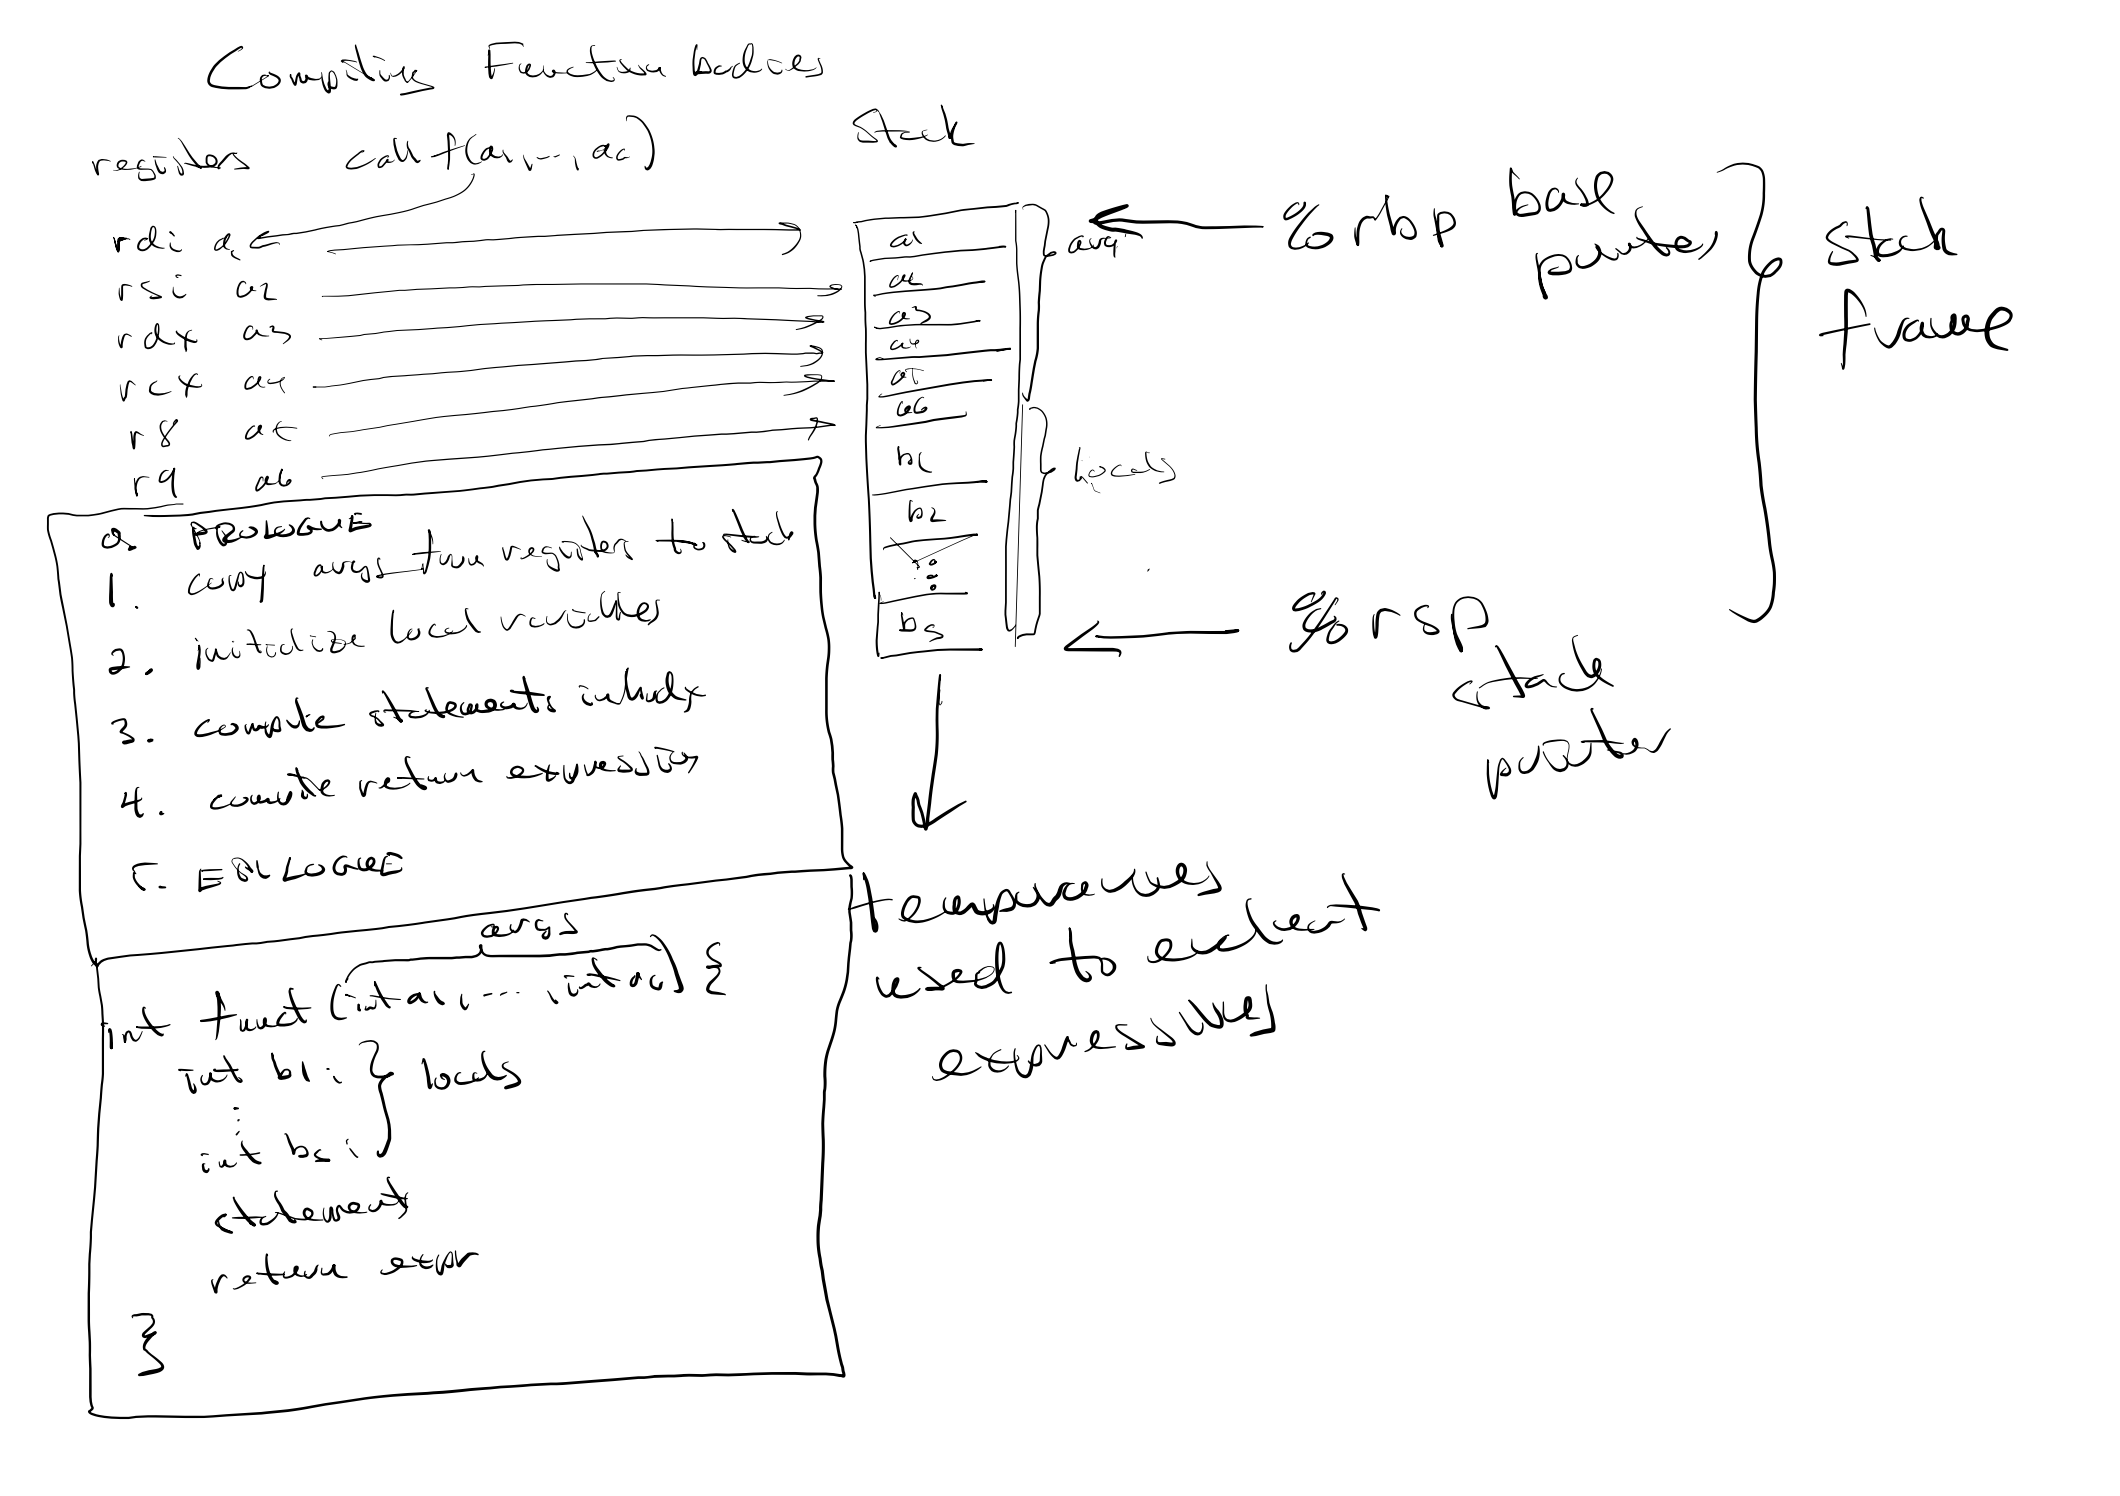 Compiling Function bodies
registers call f(a1,..., a6) stack
rdi a1
rsi a2
rdx a3
rcx a4
r8 a5
r9 a6
a1
a2
a3
a4
a5
a6
b1
b2
b5
args
locals
%rbp base
pointer
stack
frame
%rsp
stack
pointer
0. PROLOGUE
1. copy args from registers to stack
2. initialize local variables
3. compute statements in body
4. compute return expression
5. EPILOGUE
temporaries
used to evaluate
expressions
args
int funct (int a1, ... , int a6) {
int b1; } locals
int b5;
statement
return expr
}